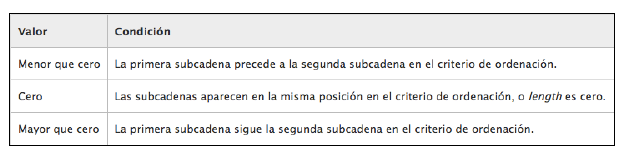 Valor Condición
Menor que cero La primera subcadena precede a la segunda subcadena en el criterio de ordenación.
Cero Las subcadenas aparecen en la misma posición en el criterio de ordenación, o length es cero.
Mayor que cero La primera subcadena sigue la segunda subcadena en el criterio de ordenación.